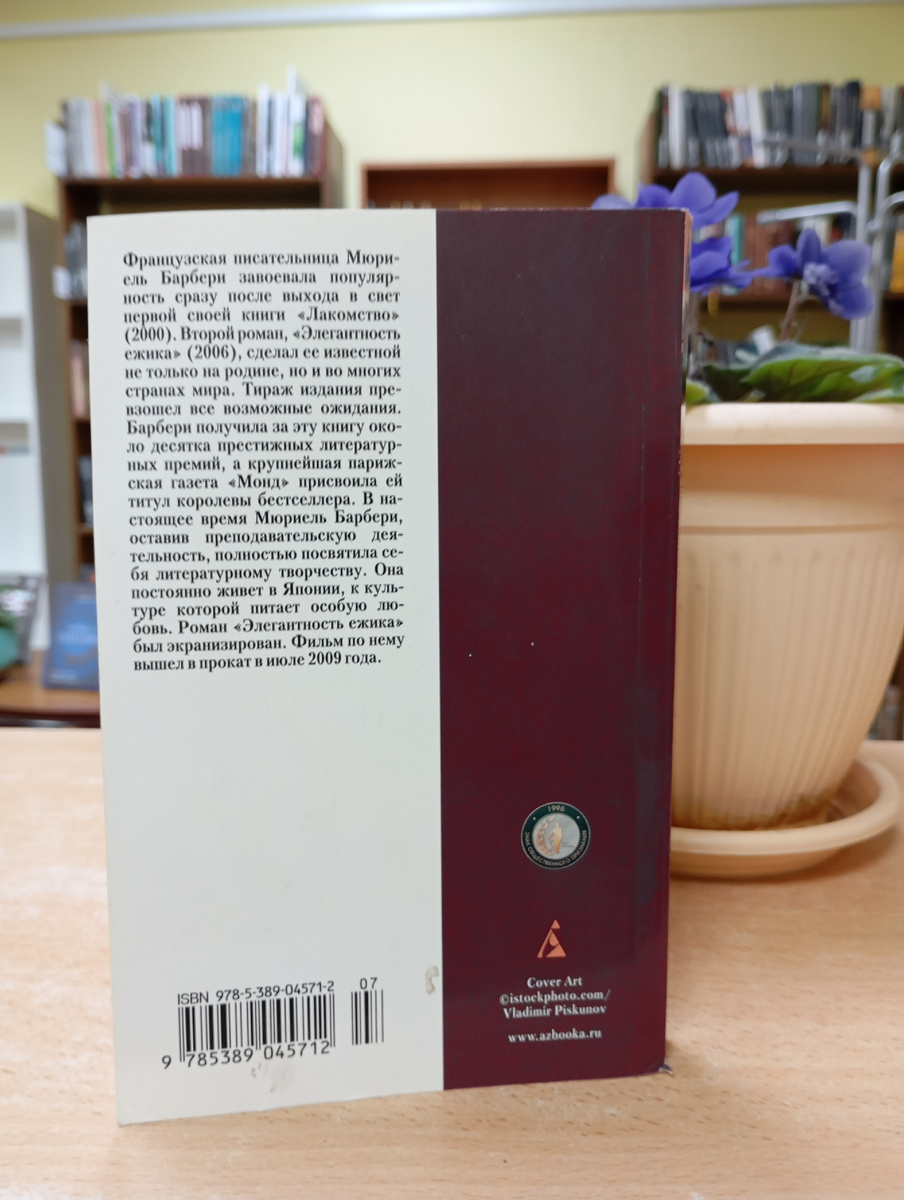 Французская писательница Мюри-
ель Барбери завоевала популяр-
ность сразу после выхода в свет
первой своей книги «Лакомство»
(2000). Второй роман, «Элегантность
ежика» (2006), сделал ее известной
не только на родине, но и во многих
странах мира. Тираж издания пре-
взошел все возможные ожидания.
Барбери получила за эту книгу око-
ло десятка престижных литератур-
ных премий, а крупнейшая париж-
ская газета «Монд» присвоила ей
титул королевы бестселлера. В на-
стоящее время Мюриель Барбери,
оставив преподавательскую дея-
тельность, полностью посвятила се-
бя литературному творчеству. Она
постоянно живет в Японии, к куль-
туре которой питает особую лю-
бовь. Роман «Элегантность ежика»
был экранизирован. Фильм по нему
вышел в прокат в июле 2009 года.
1998
ЗНАК ОБЩЕСТВЕННОГО ПРИЗНАНИЯ
Cover Art
©istockphoto.com/
Vladimir Piskunov
www.azbooka.ru
ISBN 978-5-389-04571-2
07
9 785389 045712